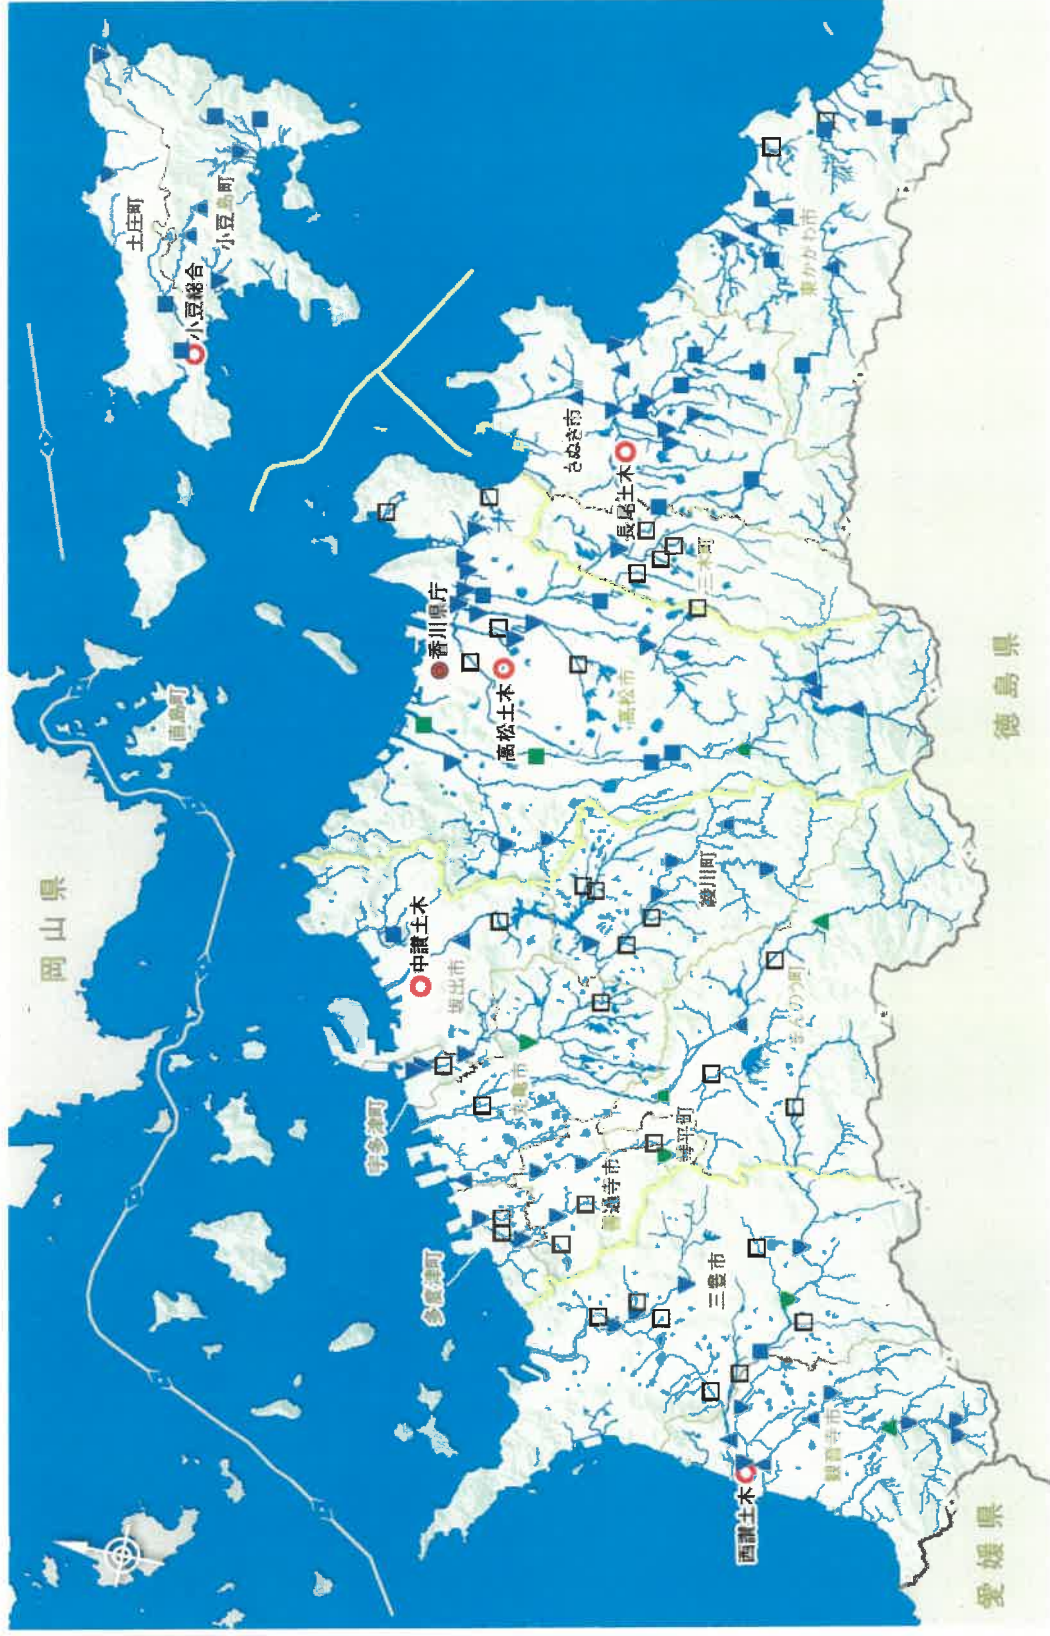 岡山県
土庄町
小豆島町
小豆総合
直島町
香川県庁
高松土木
高松市
さぬき市
長尾土木
三木町
東かがわ市
中讃土木
坂出市
宇多津町
丸亀市
綾川町
まんのう町
琴平町
善通寺市
多度津町
三豊市
西讃土木
観音寺市
徳島県
愛媛県